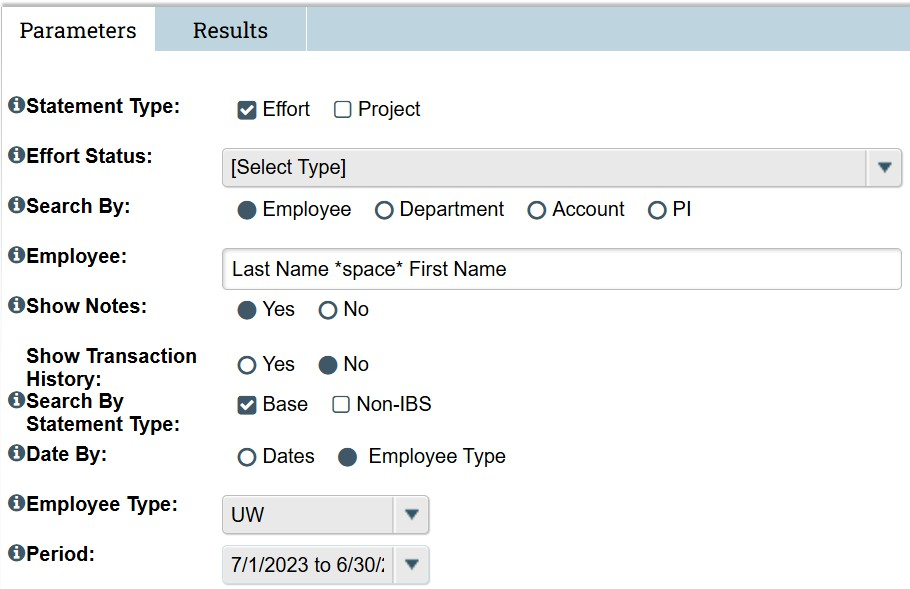 Parameters Results
Statement Type: Effort Project
Effort Status: [Select Type]
Search By: Employee Department Account PI
Employee: Last Name *space* First Name
Show Notes: Yes No
Show Transaction
History: Yes No
Search By
Statement Type: Base Non-IBS
Date By: Dates Employee Type
Employee Type: UW
Period: 7/1/2023 to 6/30/